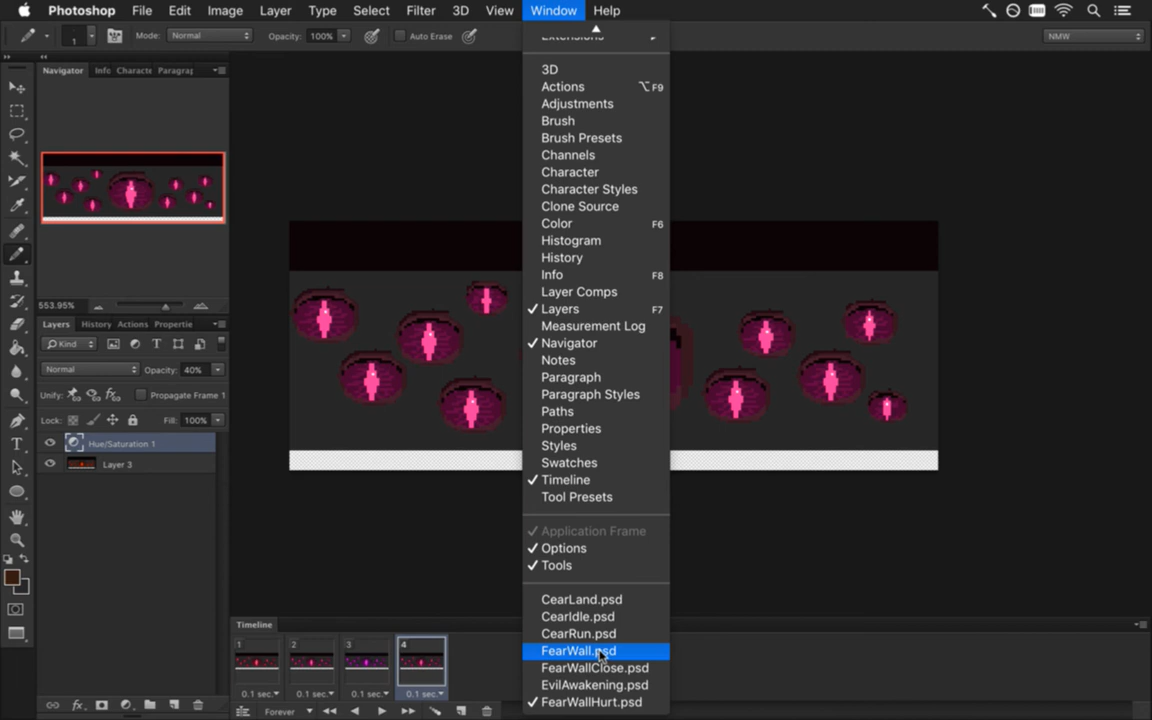 Photoshop File Edit Image Layer Type Select Filter 3D View Window Help
1 Mode: Normal Opacity: 100% Auto Erase NMW
Navigator Info Characte Paragra
553.95%
Layers History Actions Propertie
Kind
Normal Opacity: 40%
Unify: Propagate Frame 1
Lock: Fill: 100%
Hue/Saturation 1
Layer 3
Extensions
3D
Actions ⌥F9
Adjustments
Brush
Brush Presets
Channels
Character
Character Styles
Clone Source
Color F6
Histogram
History
Info F8
Layer Comps
✓ Layers F7
Measurement Log
✓ Navigator
Notes
Paragraph
Paragraph Styles
Paths
Properties
Styles
Swatches
✓ Timeline
Tool Presets
✓ Application Frame
✓ Options
✓ Tools
CearLand.psd
CearIdle.psd
CearRun.psd
FearWall.psd
FearWallClose.psd
EvilAwakening.psd
✓ FearWallHurt.psd
Timeline
1 2 3 4
0.1 sec. 0.1 sec. 0.1 sec. 0.1 sec.
Forever